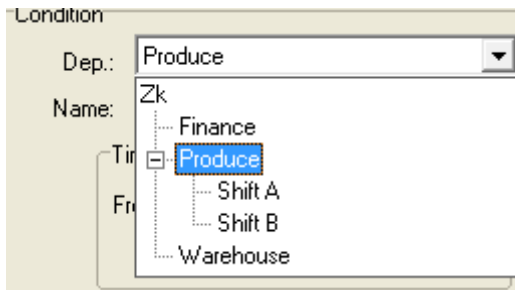 Condition
Dep.: Produce
Zk
Name:
Finance
Produce
Shift A
Shift B
Warehouse